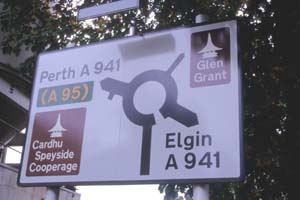 Perth A 941
(A 95)
Glen
Grant
Cardhu
Speyside
Cooperage
Elgin
A 941